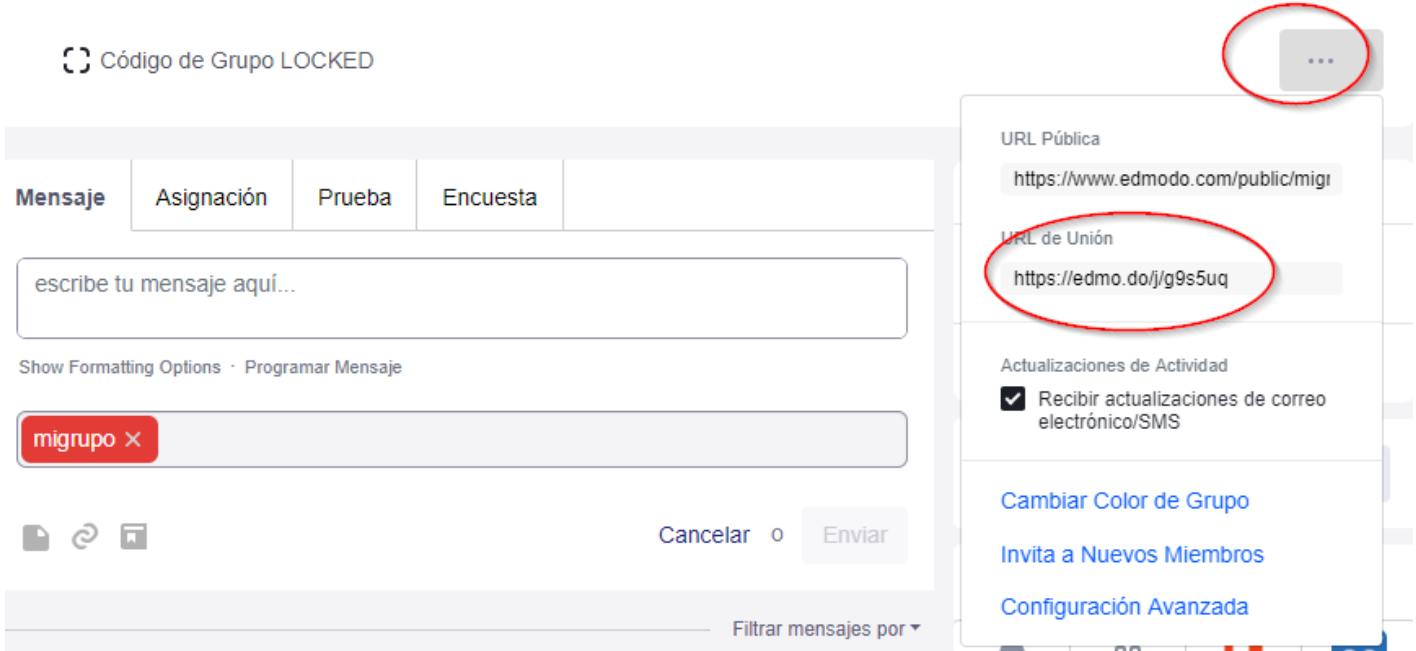 Código de Grupo LOCKED
...
Mensaje
Asignación
Prueba
Encuesta
escribe tu mensaje aquí...
Show Formatting Options · Programar Mensaje
migrupo ×
Cancelar 0 Enviar
Filtrar mensajes por
URL Pública
https://www.edmodo.com/public/migr
URL de Unión
https://edmo.do/j/g9s5uq
Actualizaciones de Actividad
Recibir actualizaciones de correo
electrónico/SMS
Cambiar Color de Grupo
Invita a Nuevos Miembros
Configuración Avanzada